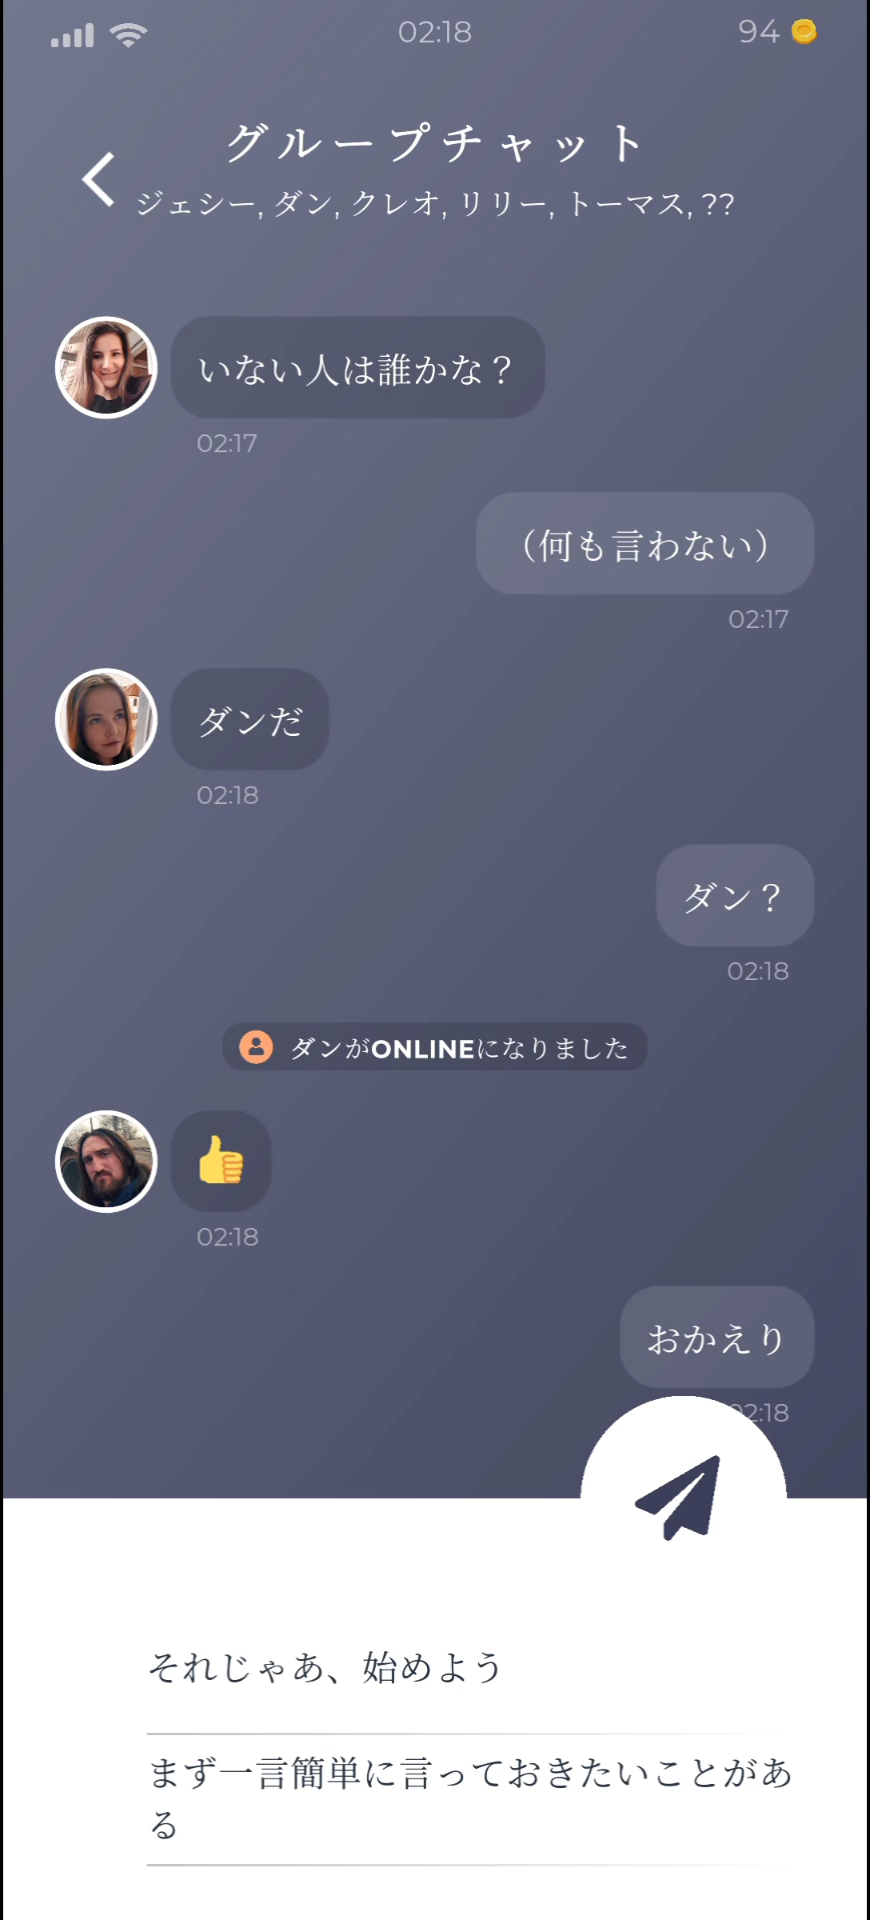 02:18
94
グループチャット
ジェシー, ダン, クレオ, リリー, トーマス, ??
いない人は誰かな？
02:17
（何も言わない）
02:17
ダンだ
02:18
ダン？
02:18
ダンがONLINEになりました
02:18
おかえり
02:18
それじゃあ、始めよう
まず一言簡単に言っておきたいことがあ
る